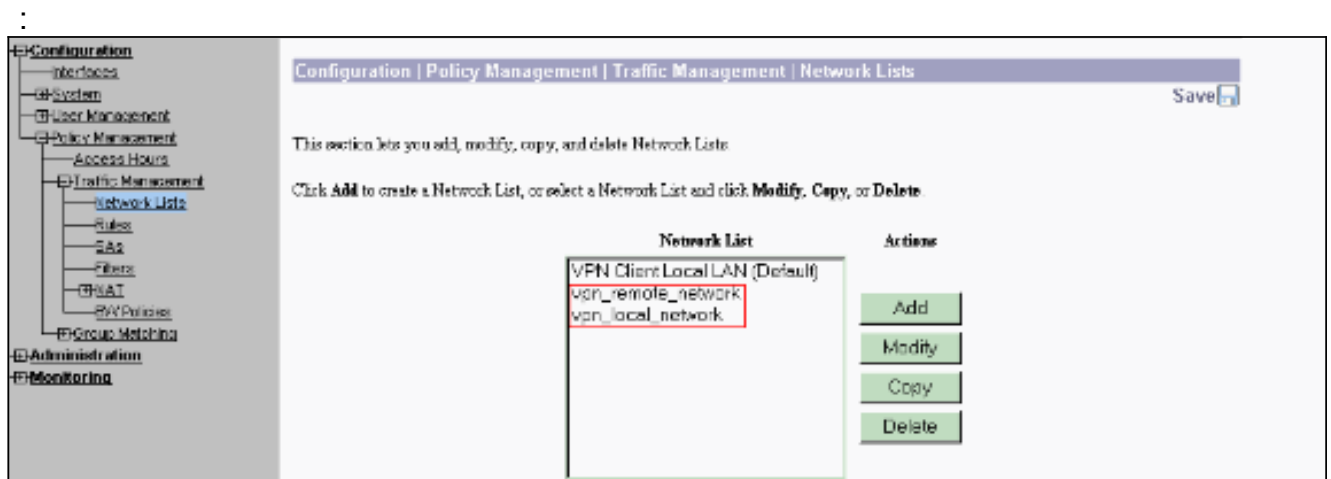 :
Configuration
Interfaces
System
User Management
Policy Management
Access Hours
Traffic Management
Network Lists
Rules
SAs
Filters
NAT
BW Policies
Group Matching
Administration
Monitoring
Configuration | Policy Management | Traffic Management | Network Lists
Save
This section lets you add, modify, copy, and delete Network Lists.
Click Add to create a Network List, or select a Network List and click Modify, Copy, or Delete.
Network List
Actions
VPN Client Local LAN (Default)
vpn_remote_network
vpn_local_network
Add
Modify
Copy
Delete